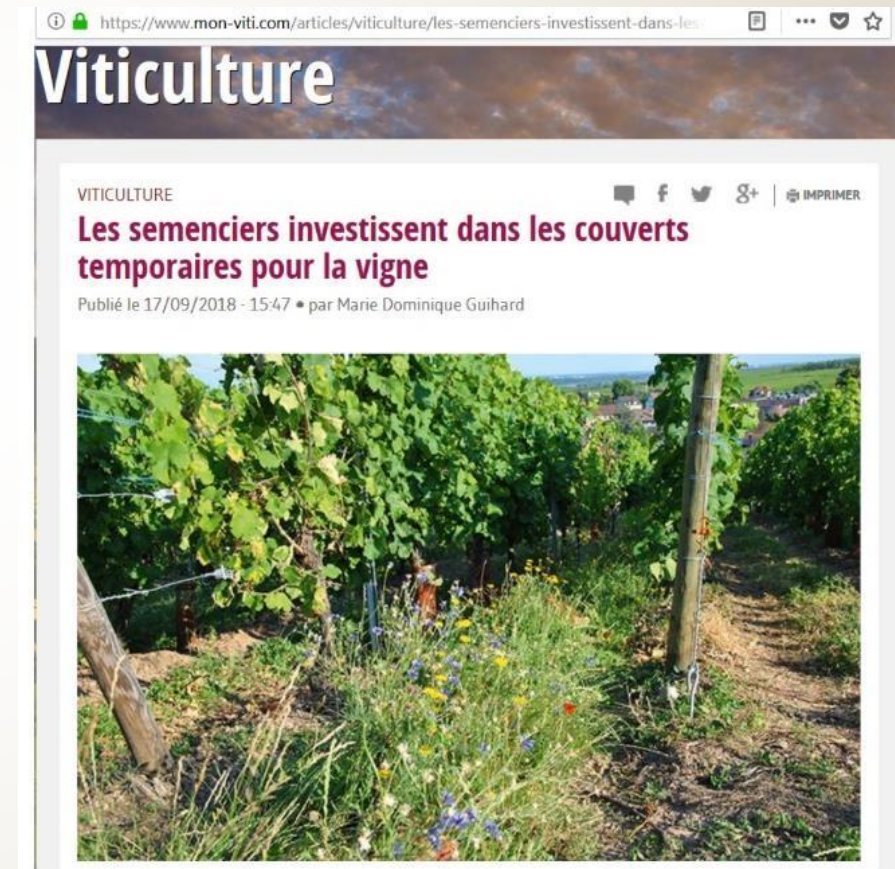 https://www.mon-viti.com/articles/viticulture/les-semenciers-investissent-dans-les
Viticulture
VITICULTURE
f
8+
IMPRIMER
Les semenciers investissent dans les couverts
temporaires pour la vigne
Publié le 17/09/2018 - 15:47 • par Marie Dominique Guihard